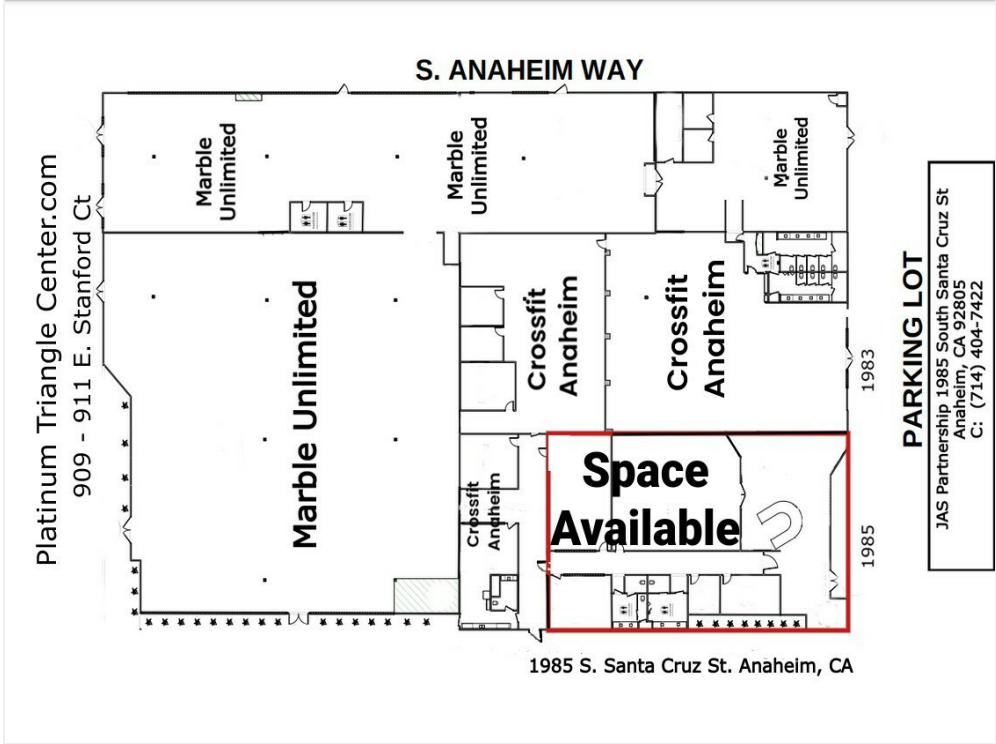 S. ANAHEIM WAY
Platinum Triangle Center.com
909 - 911 E. Stanford Ct
Marble
Unlimited
Marble
Unlimited
Marble
Unlimited
Marble Unlimited
Crossfit
Anaheim
Crossfit
Anaheim
Crossfit
Anaheim
Space
Available
1983
1985
PARKING LOT
JAS Partnership 1985 South Santa Cruz St
Anaheim, CA 92805
C: (714) 404-7422
1985 S. Santa Cruz St. Anaheim, CA